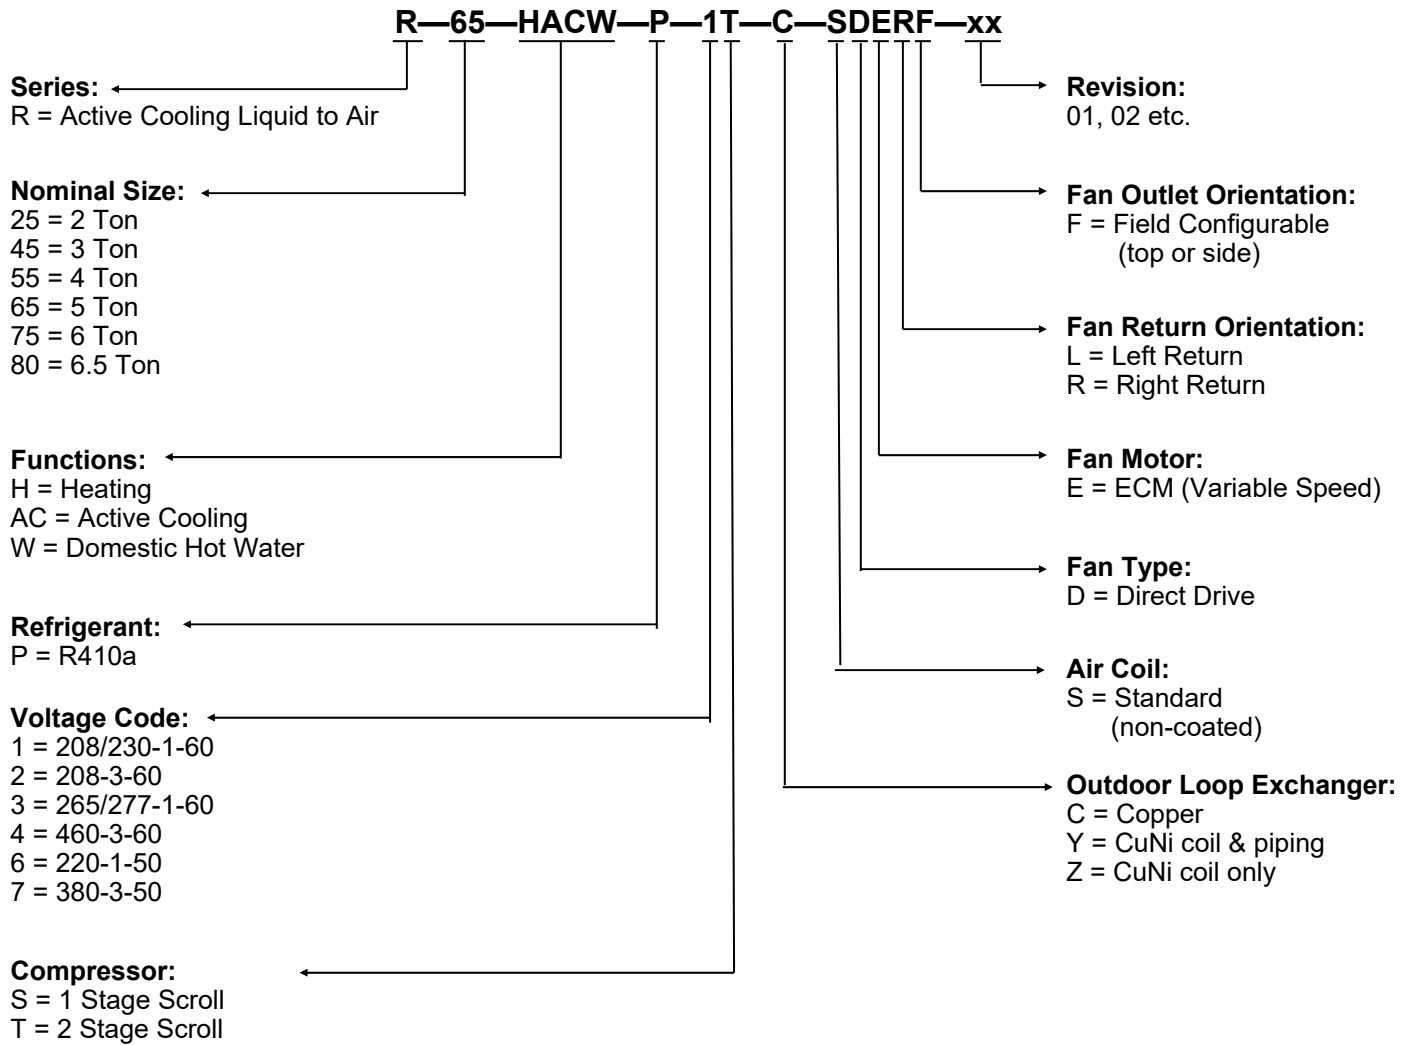 R—65—HACW—P—1T—C—SDERF—xx
Series:
R = Active Cooling Liquid to Air
Nominal Size:
25 = 2 Ton
45 = 3 Ton
55 = 4 Ton
65 = 5 Ton
75 = 6 Ton
80 = 6.5 Ton
Functions:
H = Heating
AC = Active Cooling
W = Domestic Hot Water
Refrigerant:
P = R410a
Voltage Code:
1 = 208/230-1-60
2 = 208-3-60
3 = 265/277-1-60
4 = 460-3-60
6 = 220-1-50
7 = 380-3-50
Compressor:
S = 1 Stage Scroll
T = 2 Stage Scroll
Revision:
01, 02 etc.
Fan Outlet Orientation:
F = Field Configurable
(top or side)
Fan Return Orientation:
L = Left Return
R = Right Return
Fan Motor:
E = ECM (Variable Speed)
Fan Type:
D = Direct Drive
Air Coil:
S = Standard
(non-coated)
Outdoor Loop Exchanger:
C = Copper
Y = CuNi coil & piping
Z = CuNi coil only